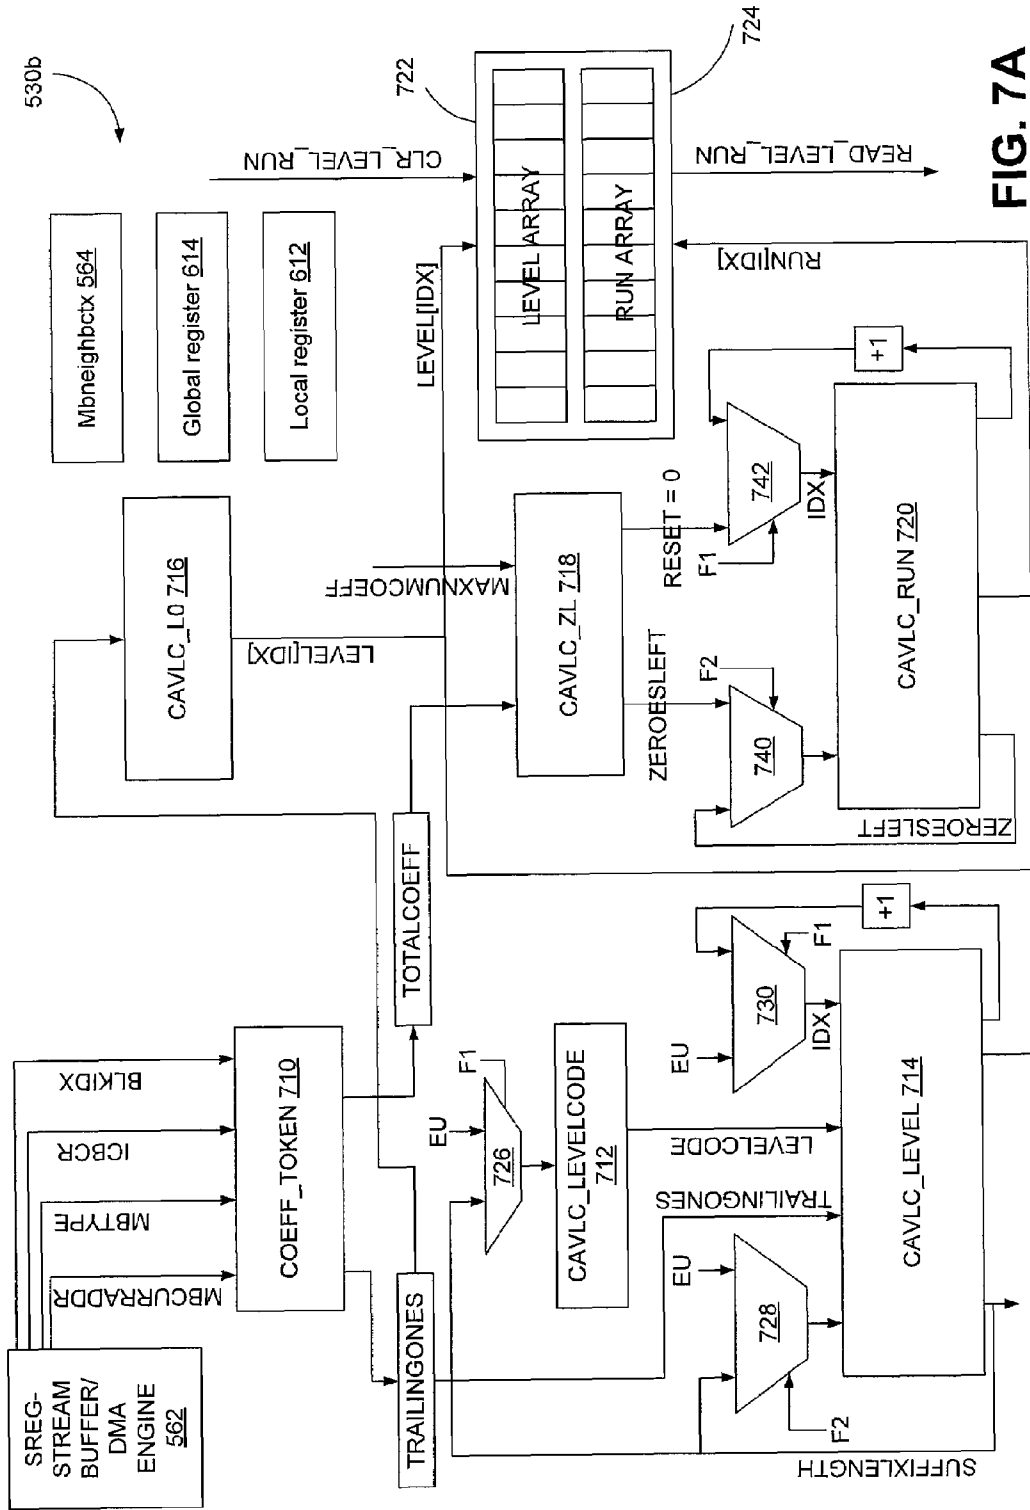 530b
SREG-
STREAM
BUFFER/
DMA
ENGINE
562
MBCURRADDR
MBTYPE
ICBCR
BLKIDX
COEFF_TOKEN 710
TRAILINGONES
TOTALCOEFF
CAVLC_L0 716
LEVEL[IDX]
Mbneighbctx 564
Global register 614
Local register 612
EU
726
F1
CAVLC_LEVELCODE
712
LEVELCODE
TRAILINGONES
EU
728
F2
EU
730
F1
IDX
+1
CAVLC_LEVEL 714
SUFFIXLENGTH
MAXNUMCOEFF
CAVLC_ZL 718
ZEROESLEFT
RESET = 0
F2
740
F1
742
IDX
+1
CAVLC_RUN 720
ZEROESLEFT
LEVEL[IDX]
CLR_LEVEL_RUN
722
LEVEL ARRAY
RUN ARRAY
724
RUN[IDX]
READ_LEVEL_RUN
FIG. 7A